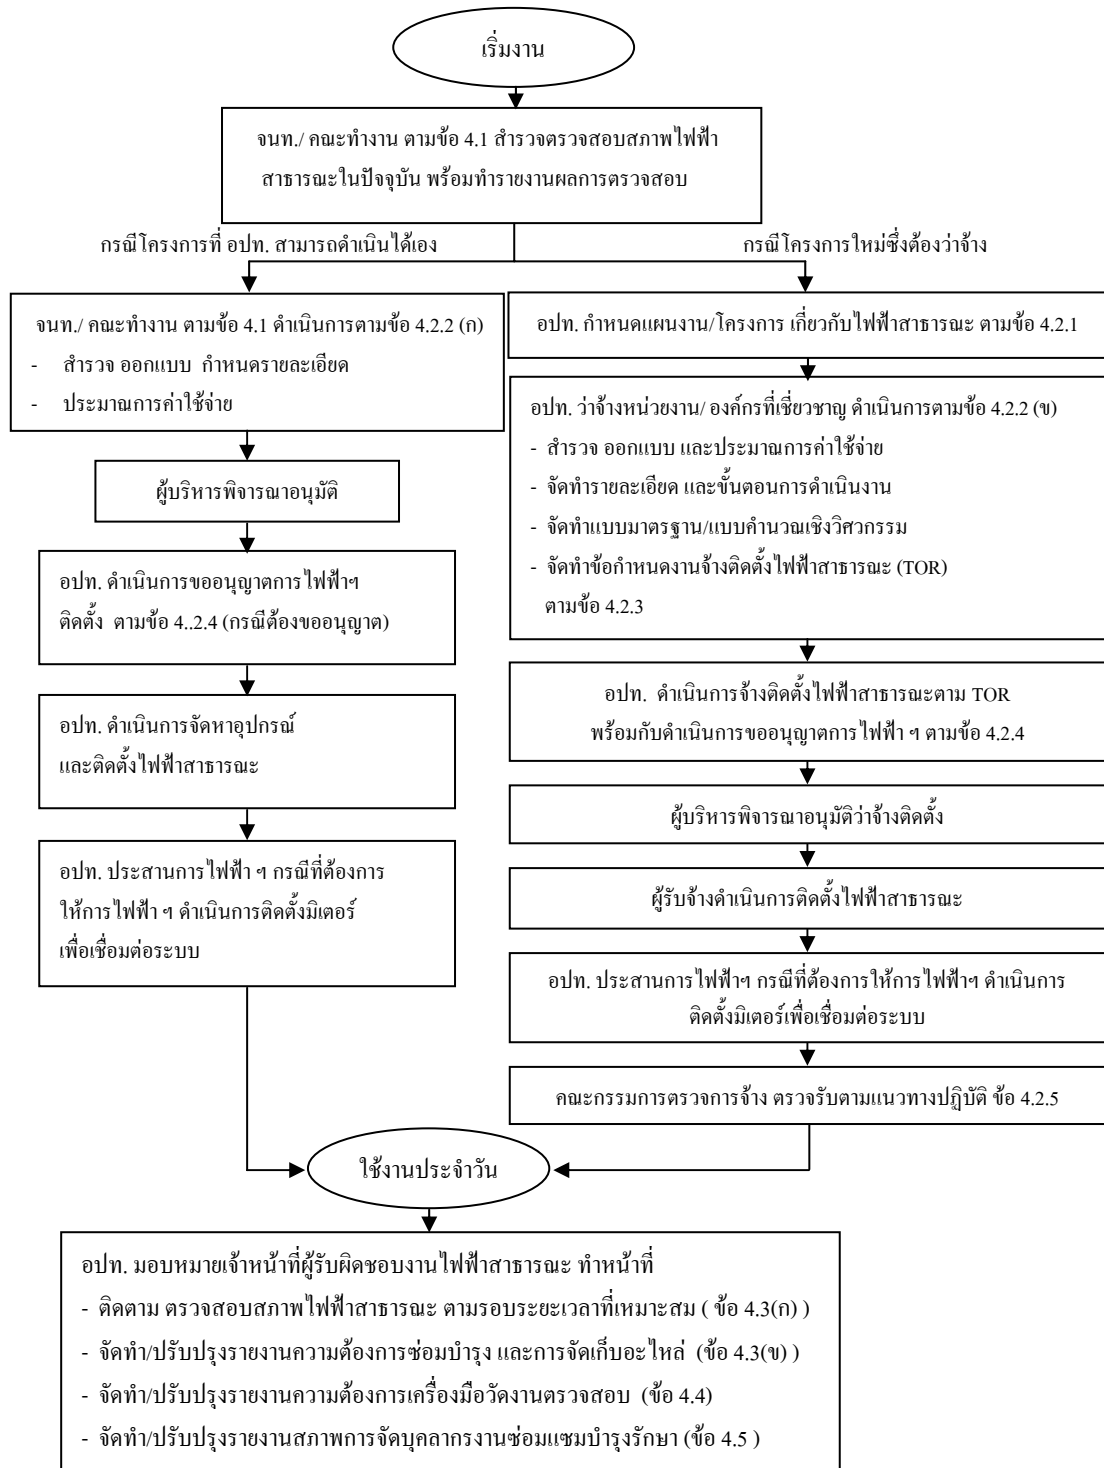 เริ่มงาน
จนท./ คณะทำงาน ตามข้อ 4.1 สำรวจตรวจสอบสภาพไฟฟ้า
สาธารณะในปัจจุบัน พร้อมทำรายงานผลการตรวจสอบ
กรณีโครงการที่ อปท. สามารถดำเนินได้เอง
กรณีโครงการใหม่ซึ่งต้องว่าจ้าง
จนท./ คณะทำงาน ตามข้อ 4.1 ดำเนินการตามข้อ 4.2.2 (ก)
- สำรวจ ออกแบบ กำหนดรายละเอียด
- ประมาณการค่าใช้จ่าย
ผู้บริหารพิจารณาอนุมัติ
อปท. ดำเนินการขออนุญาตการไฟฟ้าฯ
ติดตั้ง ตามข้อ 4..2.4 (กรณีต้องขออนุญาต)
อปท. ดำเนินการจัดหาอุปกรณ์
และติดตั้งไฟฟ้าสาธารณะ
อปท. ประสานการไฟฟ้า ฯ กรณีที่ต้องการ
ให้การไฟฟ้า ฯ ดำเนินการติดตั้งมิเตอร์
เพื่อเชื่อมต่อระบบ
อปท. กำหนดแผนงาน/โครงการ เกี่ยวกับไฟฟ้าสาธารณะ ตามข้อ 4.2.1
อปท. ว่าจ้างหน่วยงาน/ องค์กรที่เชี่ยวชาญ ดำเนินการตามข้อ 4.2.2 (ข)
- สำรวจ ออกแบบ และประมาณการค่าใช้จ่าย
- จัดทำรายละเอียด และขั้นตอนการดำเนินงาน
- จัดทำแบบมาตรฐาน/แบบคำนวณเชิงวิศวกรรม
- จัดทำข้อกำหนดงานจ้างติดตั้งไฟฟ้าสาธารณะ (TOR)
ตามข้อ 4.2.3
อปท. ดำเนินการจ้างติดตั้งไฟฟ้าสาธารณะตาม TOR
พร้อมกับดำเนินการขออนุญาตการไฟฟ้า ฯ ตามข้อ 4.2.4
ผู้บริหารพิจารณาอนุมัติว่าจ้างติดตั้ง
ผู้รับจ้างดำเนินการติดตั้งไฟฟ้าสาธารณะ
อปท. ประสานการไฟฟ้าฯ กรณีที่ต้องการให้การไฟฟ้าฯ ดำเนินการ
ติดตั้งมิเตอร์เพื่อเชื่อมต่อระบบ
คณะกรรมการตรวจการจ้าง ตรวจรับตามแนวทางปฏิบัติ ข้อ 4.2.5
ใช้งานประจำวัน
อปท. มอบหมายเจ้าหน้าที่ผู้รับผิดชอบงานไฟฟ้าสาธารณะ ทำหน้าที่
- ติดตาม ตรวจสอบสภาพไฟฟ้าสาธารณะ ตามรอบระยะเวลาที่เหมาะสม ( ข้อ 4.3(ก) )
- จัดทำ/ปรับปรุงรายงานความต้องการซ่อมบำรุง และการจัดเก็บอะไหล่ (ข้อ 4.3(ข) )
- จัดทำ/ปรับปรุงรายงานความต้องการเครื่องมือวัดงานตรวจสอบ (ข้อ 4.4)
- จัดทำ/ปรับปรุงรายงานสภาพการจัดบุคลากรงานซ่อมแซมบำรุงรักษา (ข้อ 4.5 )